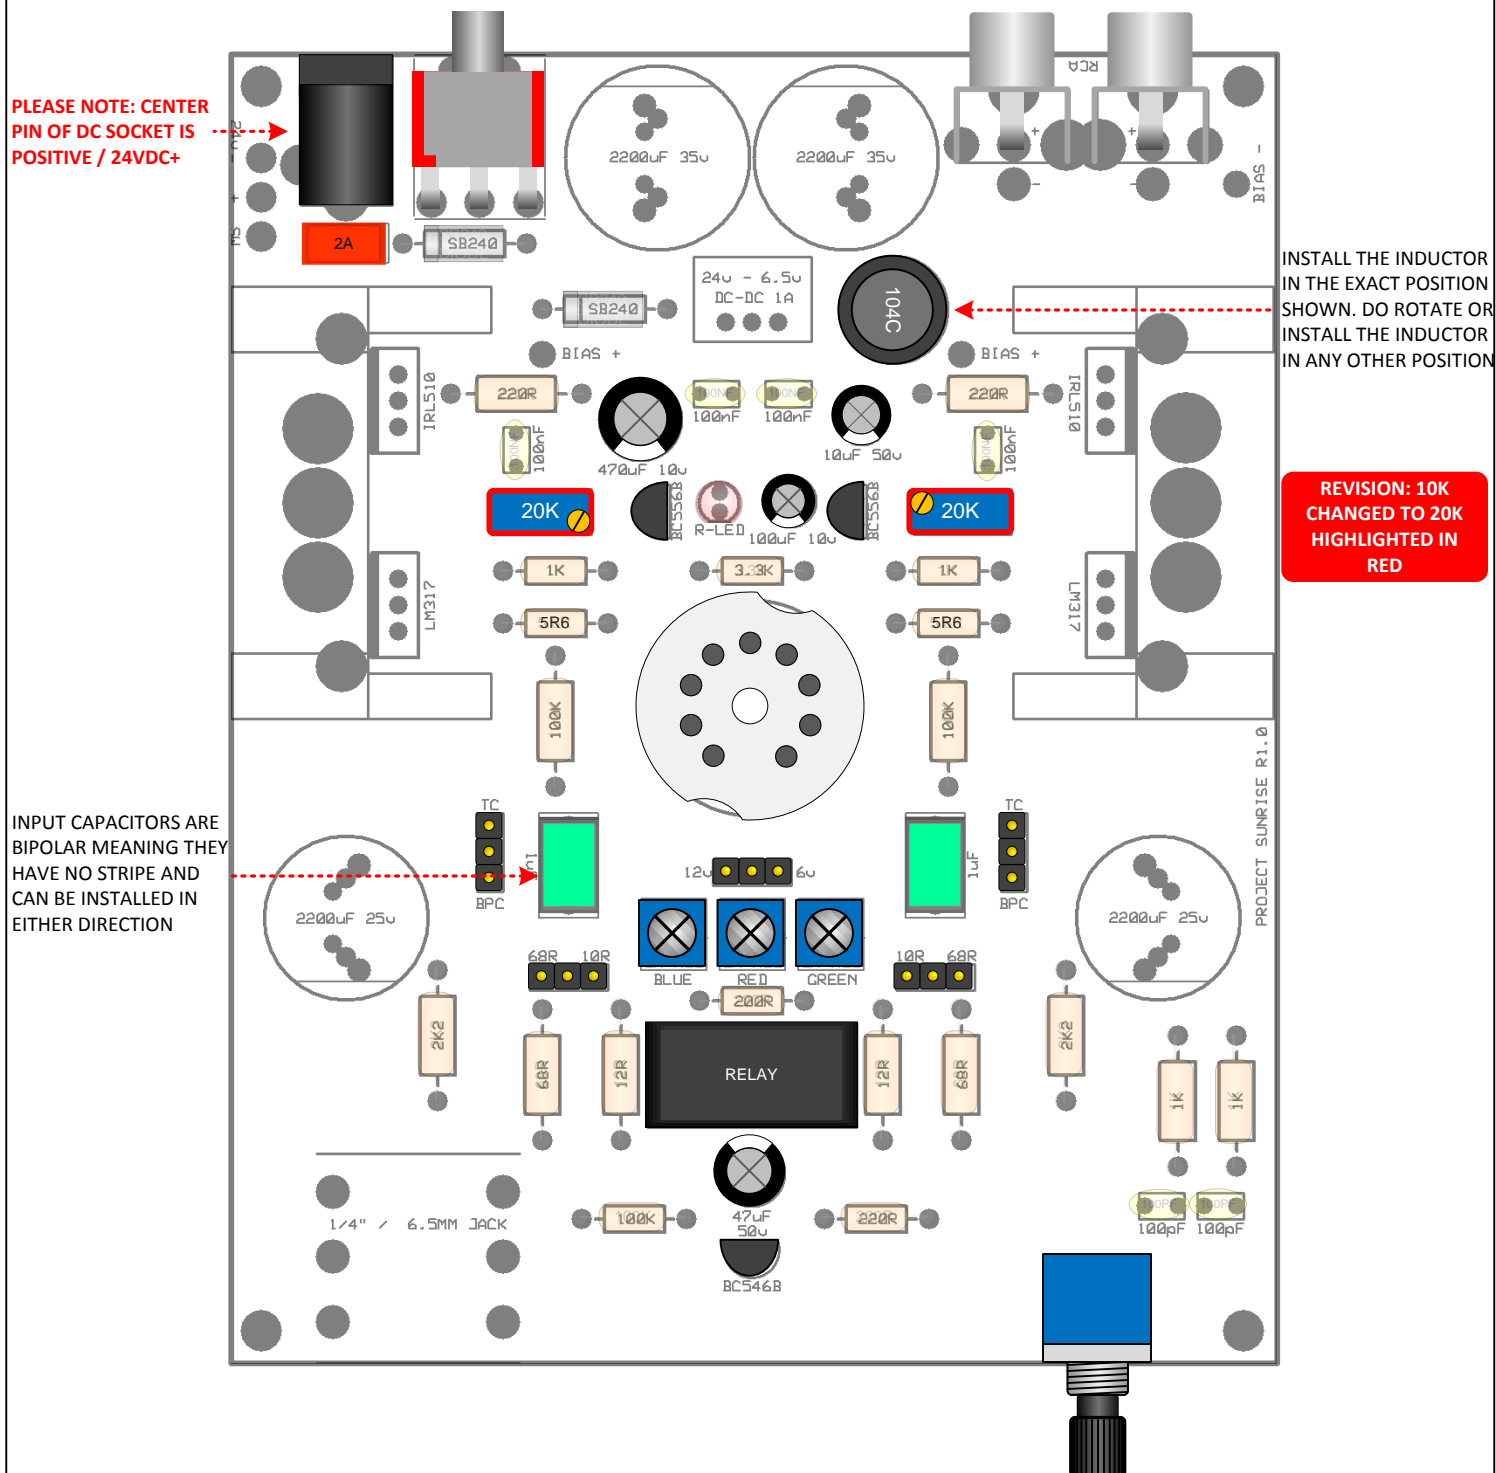 PLEASE NOTE: CENTER
PIN OF DC SOCKET IS
POSITIVE / 24VDC+
24v -
+
SW
2A
SB240
2200uF 35v
2200uF 35v
RCA
+
+
-
-
BIAS -
24v - 6.5v
DC-DC 1A
SB240
104C
INSTALL THE INDUCTOR
IN THE EXACT POSITION
SHOWN. DO ROTATE OR
INSTALL THE INDUCTOR
IN ANY OTHER POSITION
BIAS +
BIAS +
IRL510
220R
100NF
100nF
100NF
100nF
220R
IRL510
100nF
470uF 10v
10uF 50v
100nF
20K
BC556B
R-LED
100uF 10v
BC556B
20K
REVISION: 10K
CHANGED TO 20K
HIGHLIGHTED IN
RED
1K
3.3K
1K
LM317
5R6
5R6
LM317
100K
100K
PROJECT SUNRISE R1.0
INPUT CAPACITORS ARE
BIPOLAR MEANING THEY
HAVE NO STRIPE AND
CAN BE INSTALLED IN
EITHER DIRECTION
TC
BPC
1uF
TC
BPC
12v
6v
2200uF 25v
2200uF 25v
BLUE
RED
GREEN
68R
10R
10R
68R
200R
2K2
68R
12R
RELAY
12R
68R
2K2
1K
1K
1/4" / 6.5MM JACK
100K
47uF
50v
220R
BC546B
100PF
100pF
100PF
100pF